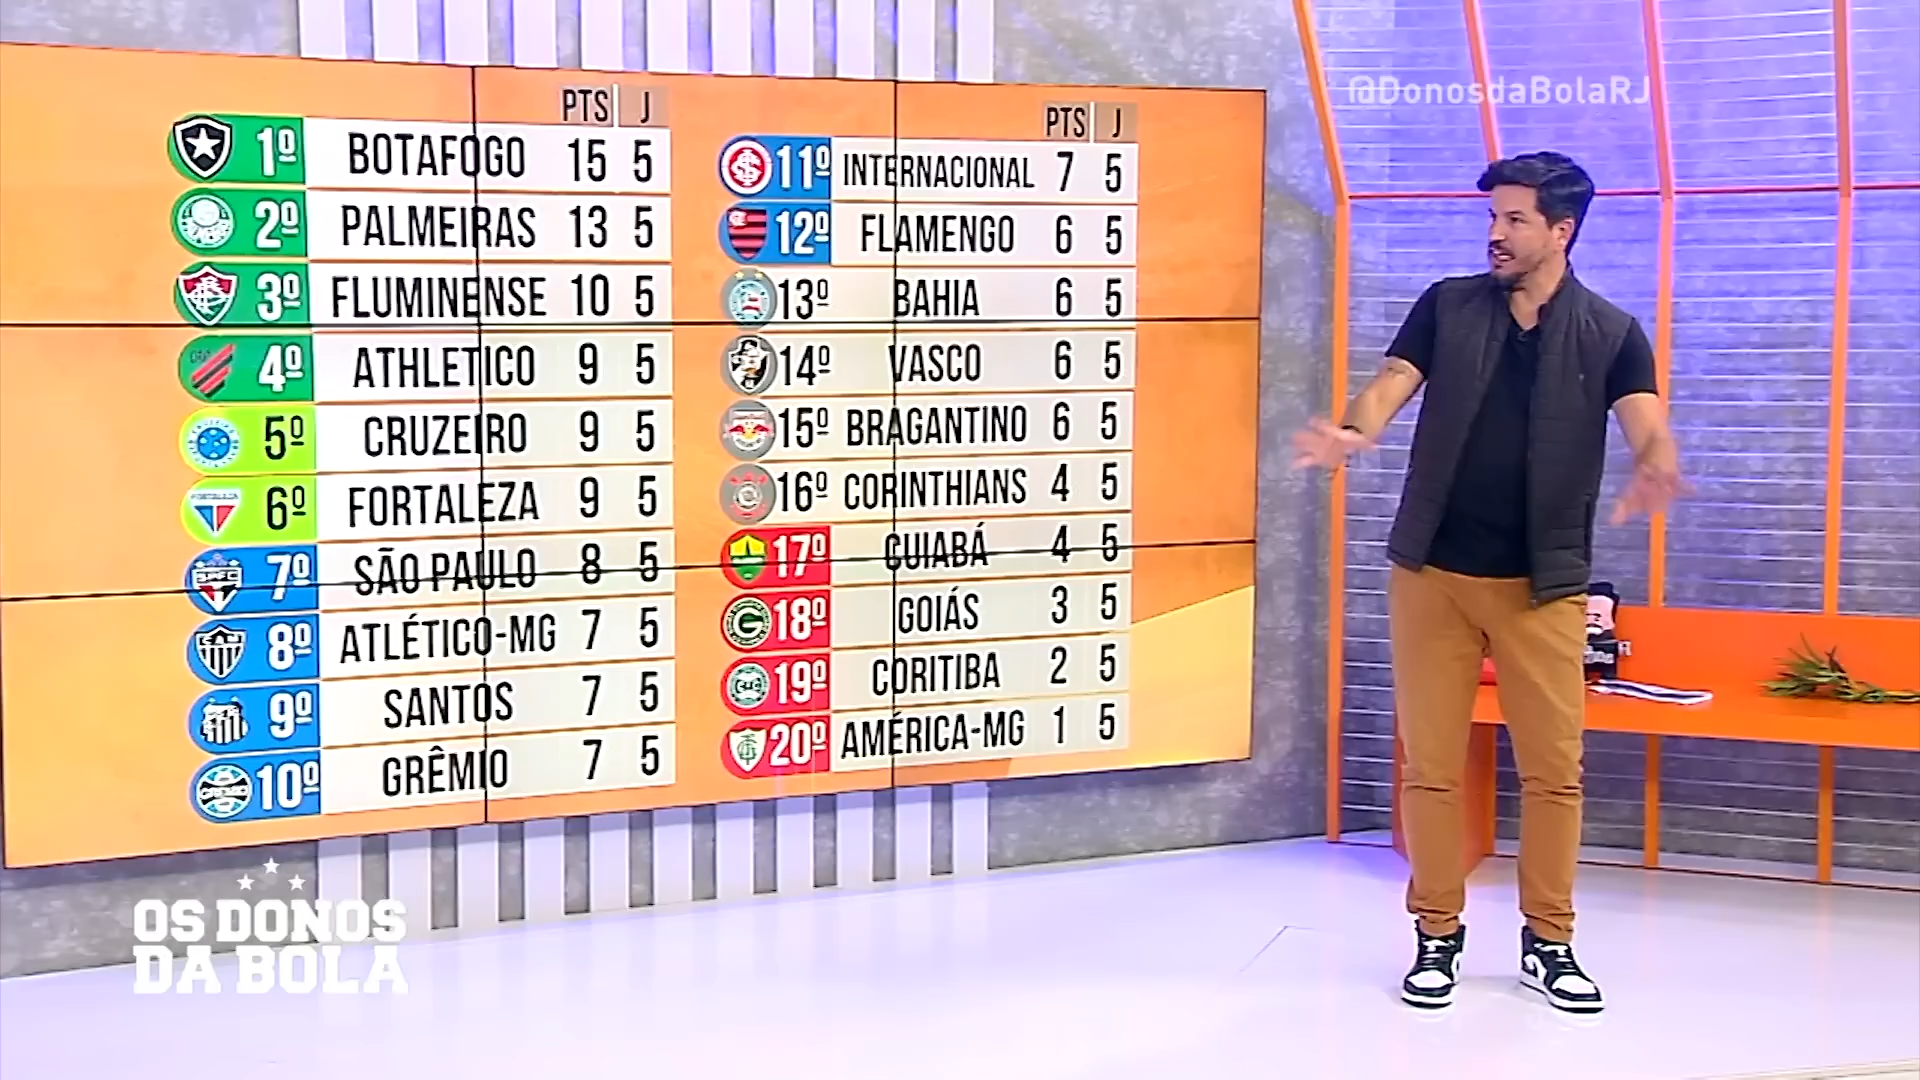 @DonosdaBolaRJ
PTS J
1º BOTAFOGO 15 5
2º PALMEIRAS 13 5
3º FLUMINENSE 10 5
4º ATHLETICO 9 5
5º CRUZEIRO 9 5
6º FORTALEZA 9 5
7º SÃO PAULO 8 5
8º ATLÉTICO-MG 7 5
9º SANTOS 7 5
10º GRÊMIO 7 5
PTS J
11º INTERNACIONAL 7 5
12º FLAMENGO 6 5
13º BAHIA 6 5
14º VASCO 6 5
15º BRAGANTINO 6 5
16º CORINTHIANS 4 5
17º CUIABÁ 4 5
18º GOIÁS 3 5
19º CORITIBA 2 5
20º AMÉRICA-MG 1 5
OS DONOS
DA BOLA